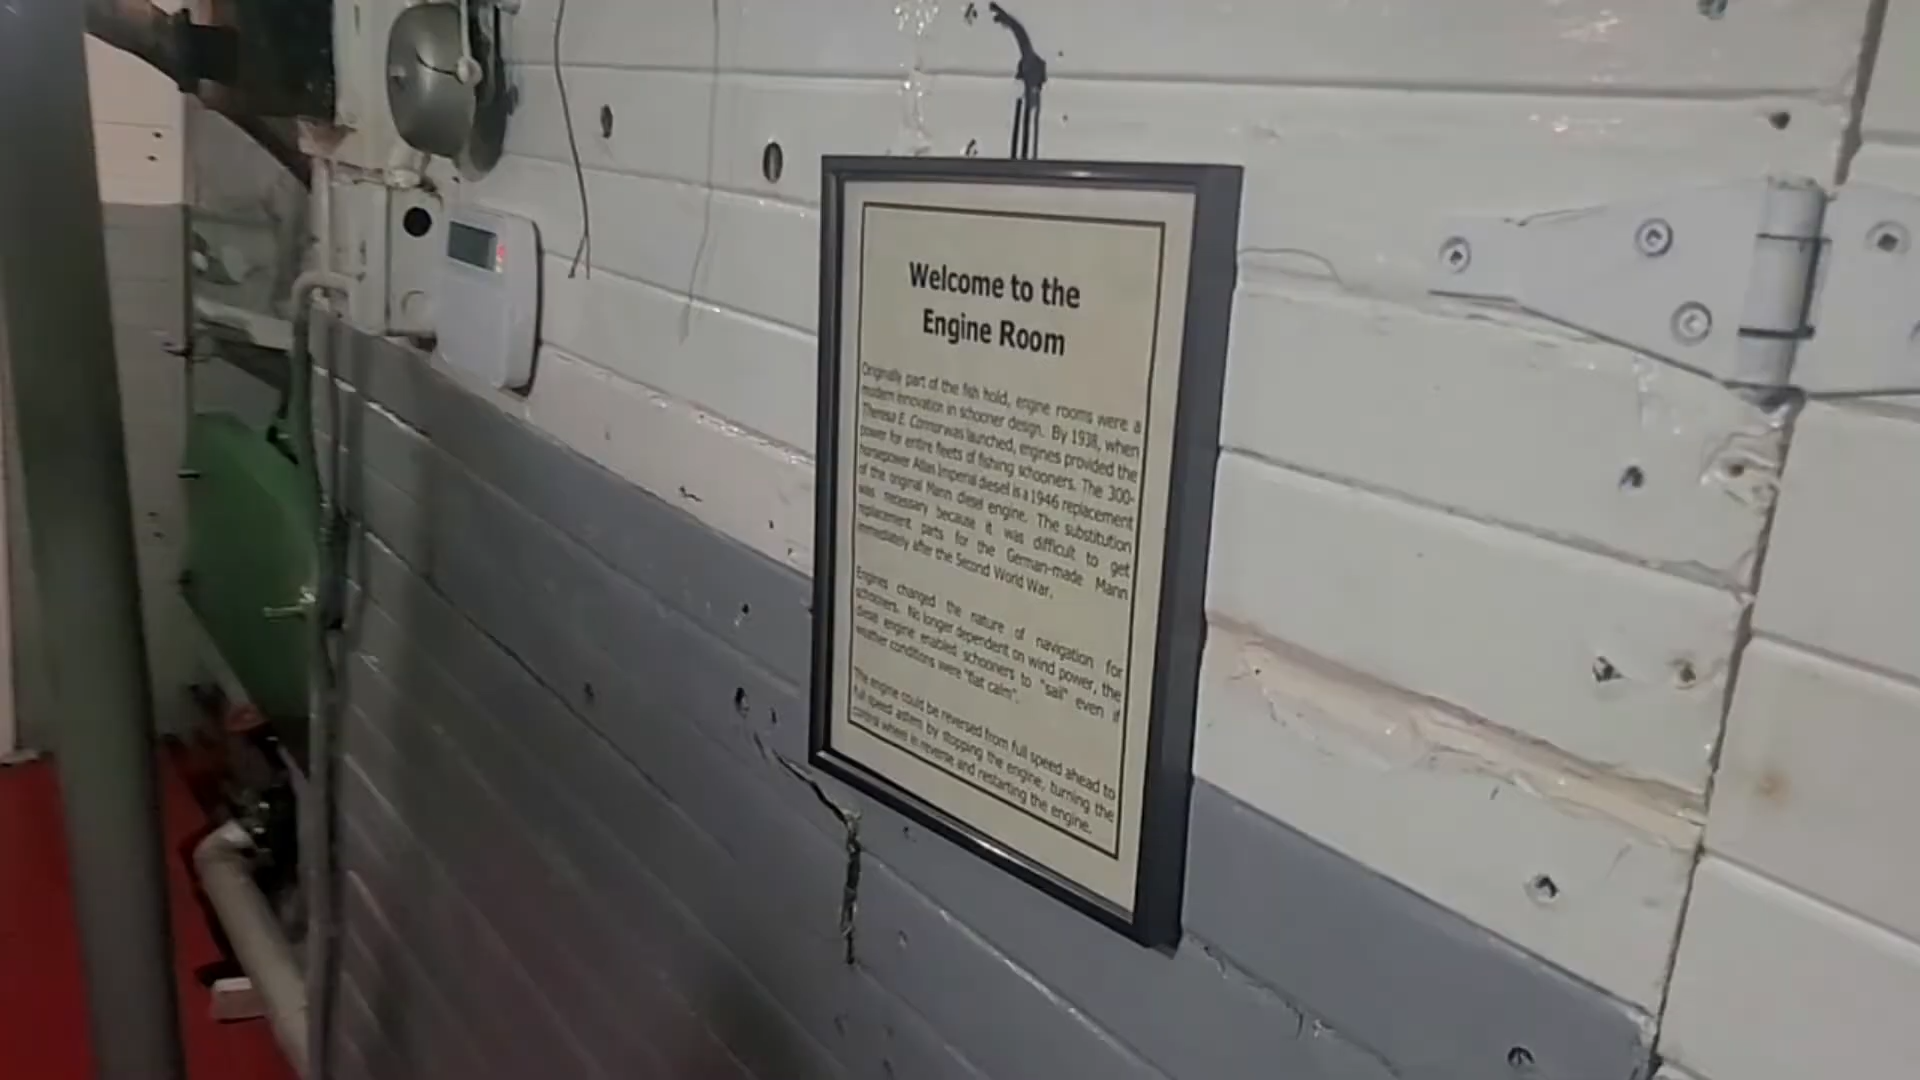 Welcome to the
Engine Room
Originally part of the fish hold, engine rooms were a
modern innovation in schooner design. By 1938, when
Theresa E. Connor was launched, engines provided the
power for entire fleets of fishing schooners. The 300-
horsepower Atlas Imperial diesel is a 1946 replacement
of the original Mann diesel engine. The substitution
was necessary because it was difficult to get
replacement parts for the German-made Mann
immediately after the Second World War.
Engines changed the nature of navigation for
schooners. No longer dependent on wind power, the
diesel engine enabled schooners to "sail" even if
weather conditions were "flat calm".
The engine could be reversed from full speed ahead to
full speed astern by stopping the engine, turning the
control wheel in reverse and restarting the engine.